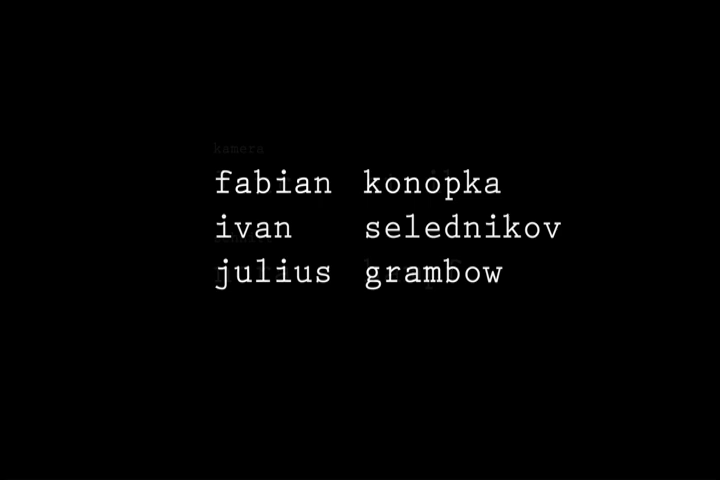 kamera
fabian konopka
ivan selednikov
julius grambow